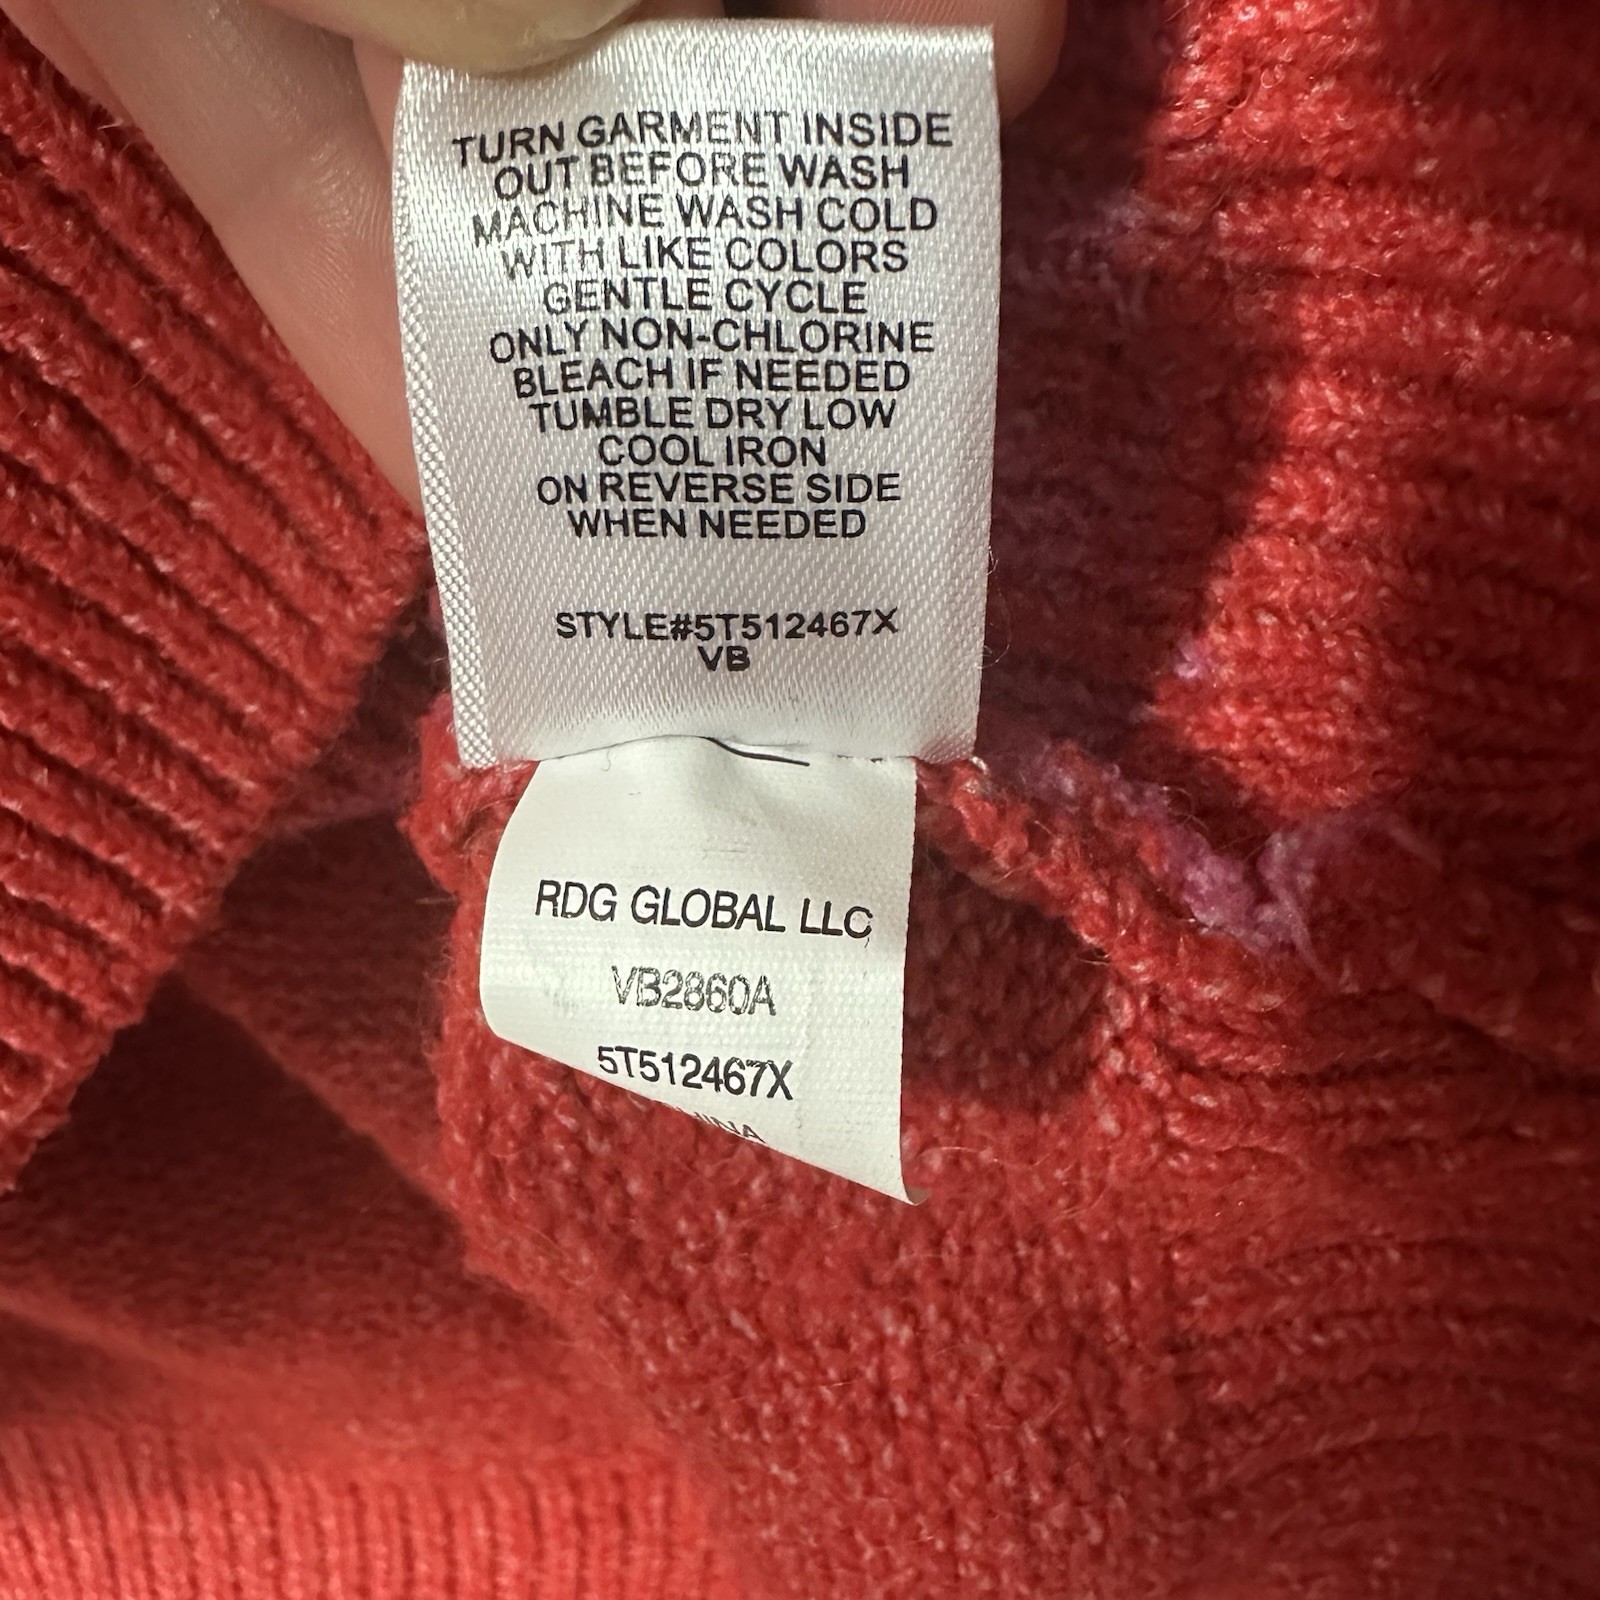 TURN GARMENT INSIDE
OUT BEFORE WASH
MACHINE WASH COLD
WITH LIKE COLORS
GENTLE CYCLE
ONLY NON-CHLORINE
BLEACH IF NEEDED
TUMBLE DRY LOW
COOL IRON
ON REVERSE SIDE
WHEN NEEDED
STYLE#5T512467X
VB
RDG GLOBAL LLC
VB2860A
5T512467X